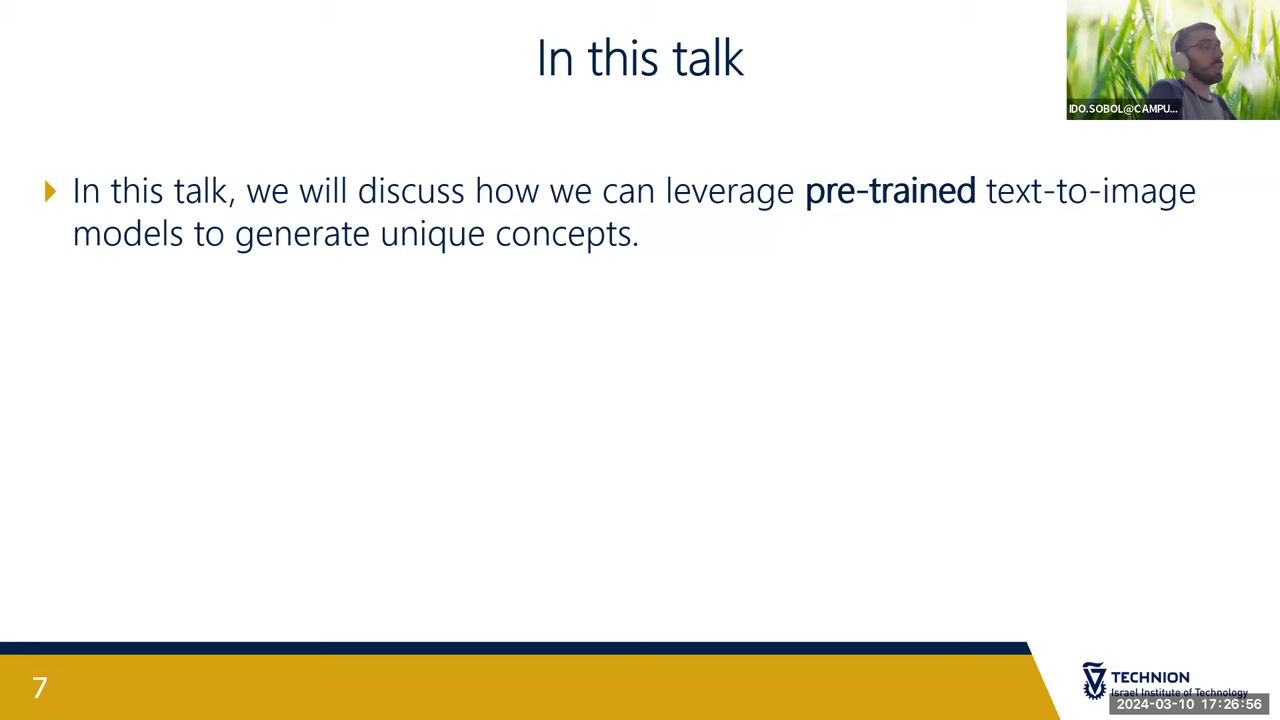 In this talk
IDO.SOBOL@CAMPU...
In this talk, we will discuss how we can leverage pre-trained text-to-image
models to generate unique concepts.
7
TECHNION
Israel Institute of Technology
2024-03-10 17:26:56